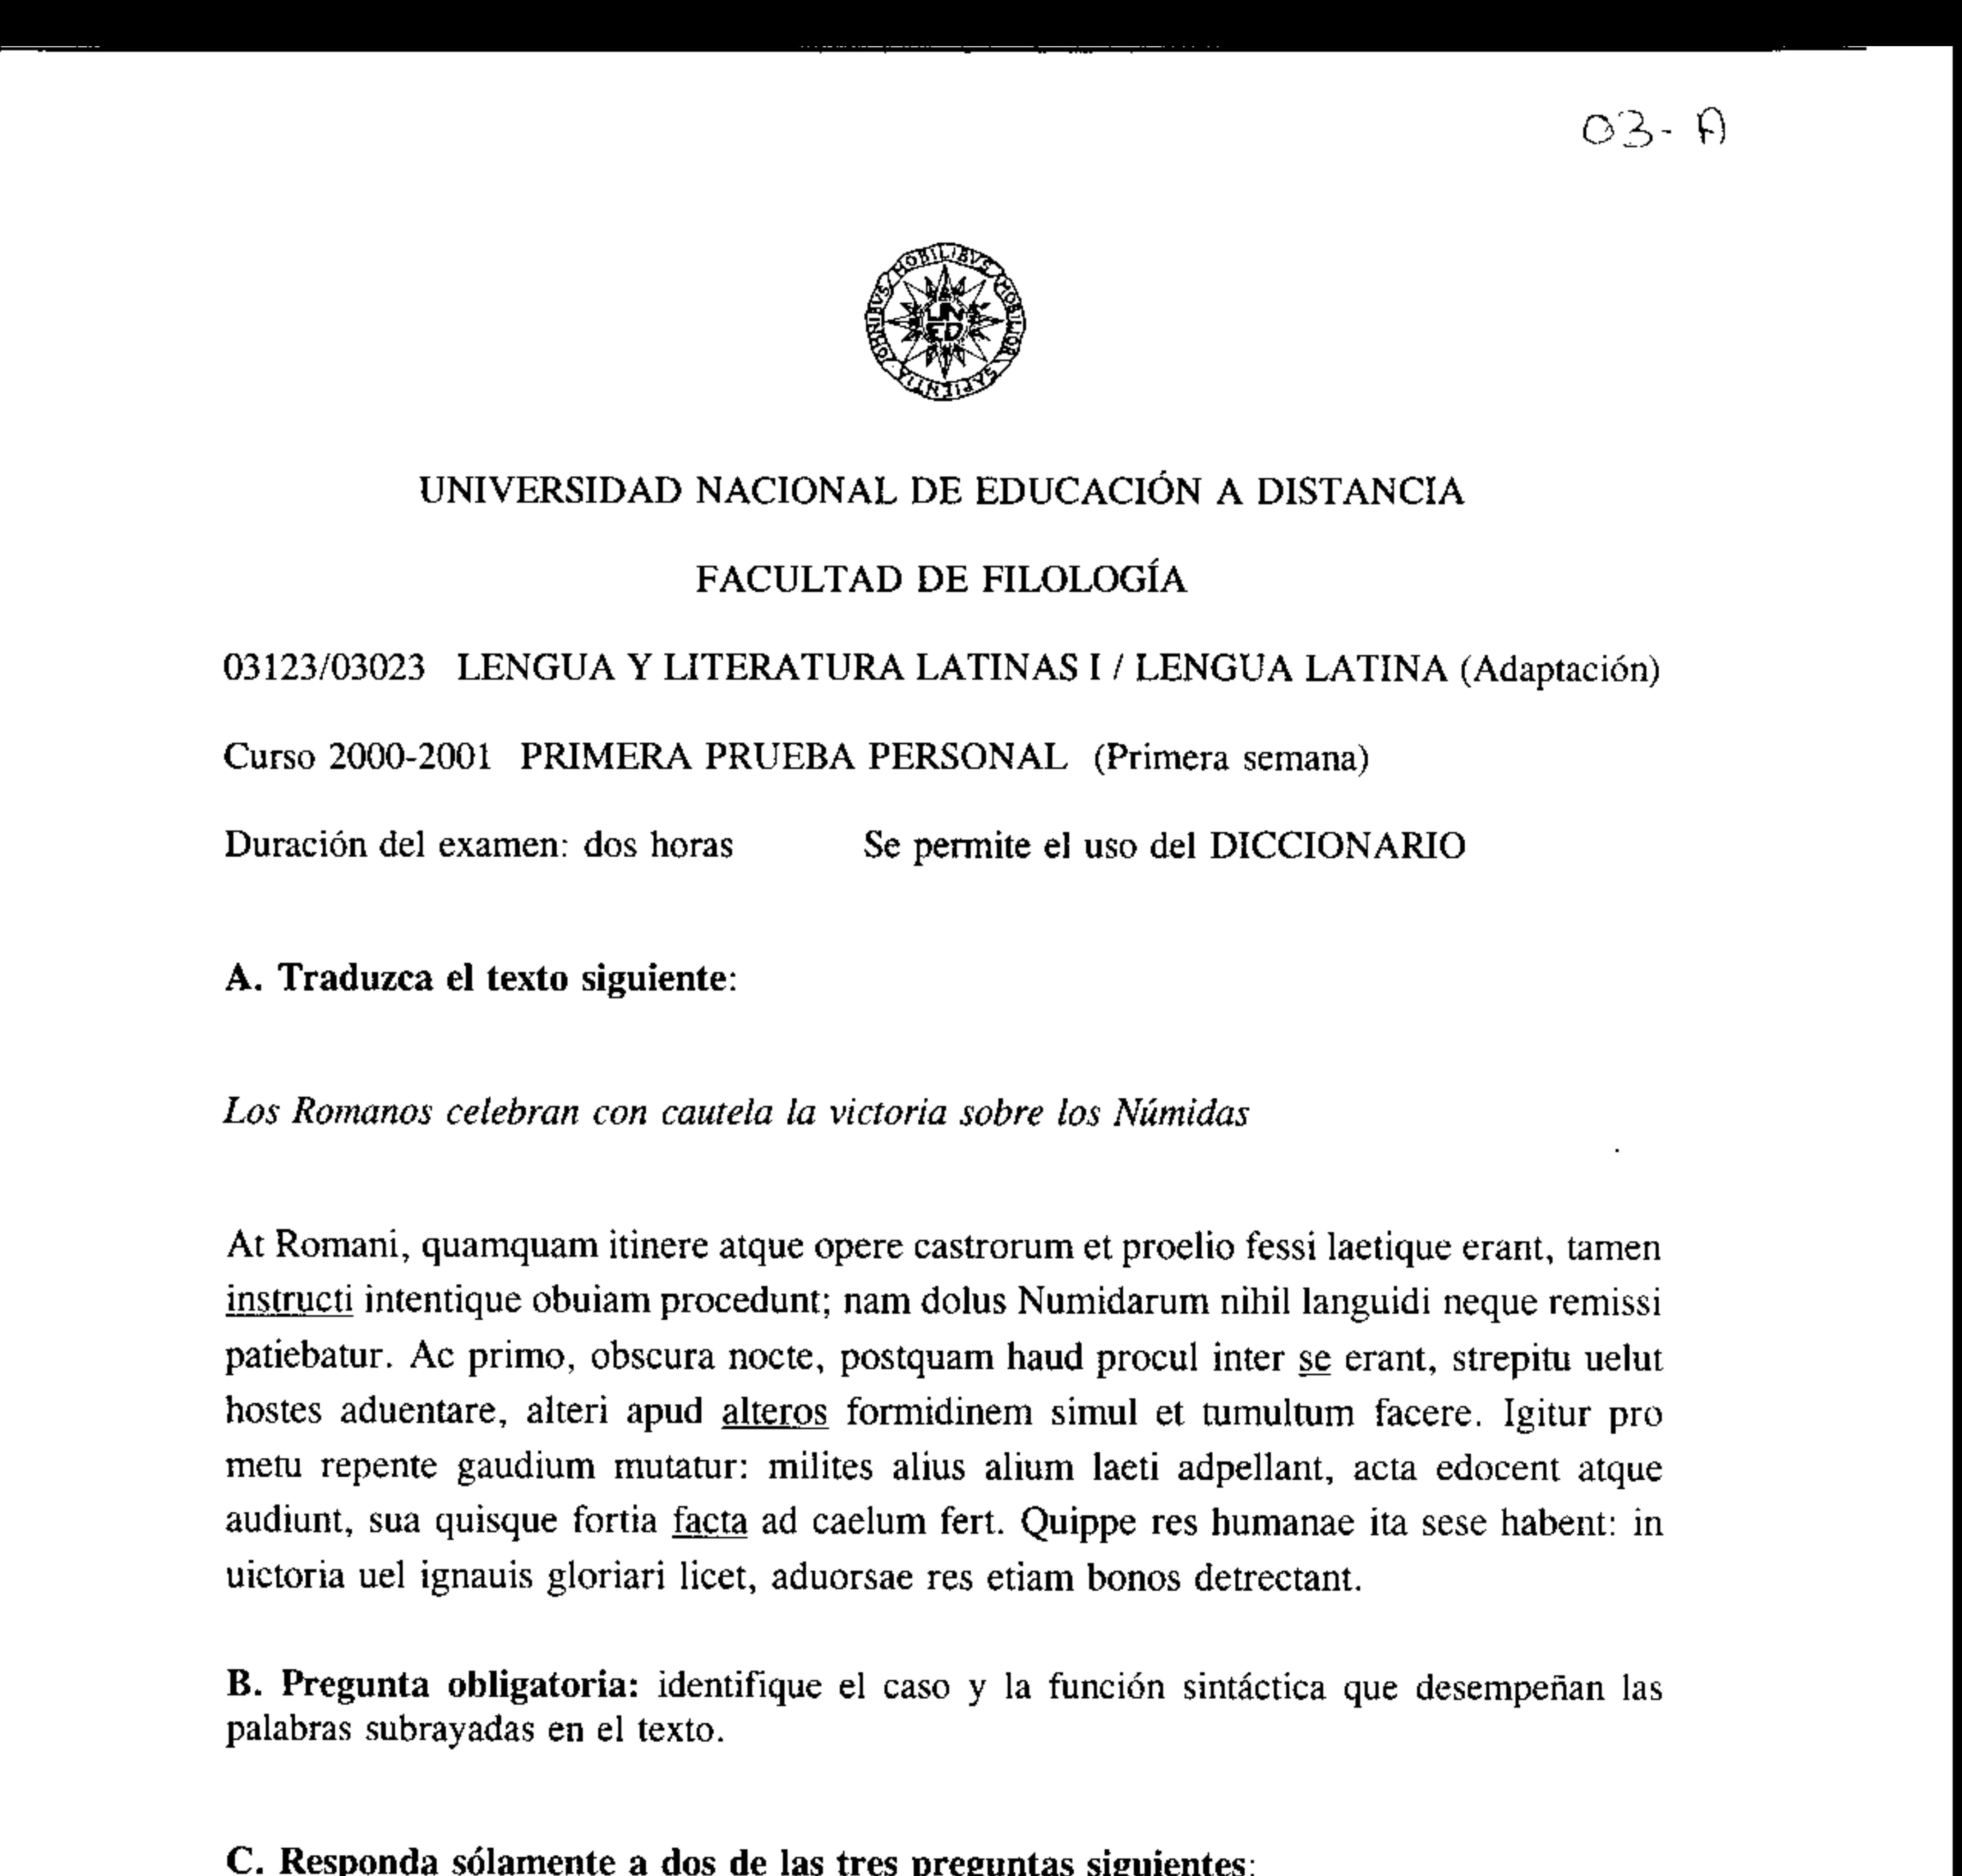 03-A
OMNIBVS MOBILIBVS MOBILIOR SAPIENTIA
UN
ED
UNIVERSIDAD NACIONAL DE EDUCACIÓN A DISTANCIA
FACULTAD DE FILOLOGÍA
03123/03023 LENGUA Y LITERATURA LATINAS I / LENGUA LATINA (Adaptación)
Curso 2000-2001 PRIMERA PRUEBA PERSONAL (Primera semana)
Duración del examen: dos horas Se permite el uso del DICCIONARIO
A. Traduzca el texto siguiente:
Los Romanos celebran con cautela la victoria sobre los Númidas
At Romani, quamquam itinere atque opere castrorum et proelio fessi laetique erant, tamen
instructi intentique obuiam procedunt; nam dolus Numidarum nihil languidi neque remissi
patiebatur. Ac primo, obscura nocte, postquam haud procul inter se erant, strepitu uelut
hostes aduentare, alteri apud alteros formidinem simul et tumultum facere. Igitur pro
metu repente gaudium mutatur: milites alius alium laeti adpellant, acta edocent atque
audiunt, sua quisque fortia facta ad caelum fert. Quippe res humanae ita sese habent: in
uictoria uel ignauis gloriari licet, aduorsae res etiam bonos detrectant.
B. Pregunta obligatoria: identifique el caso y la función sintáctica que desempeñan las
palabras subrayadas en el texto.
C. Responda sólamente a dos de las tres preguntas siguientes: